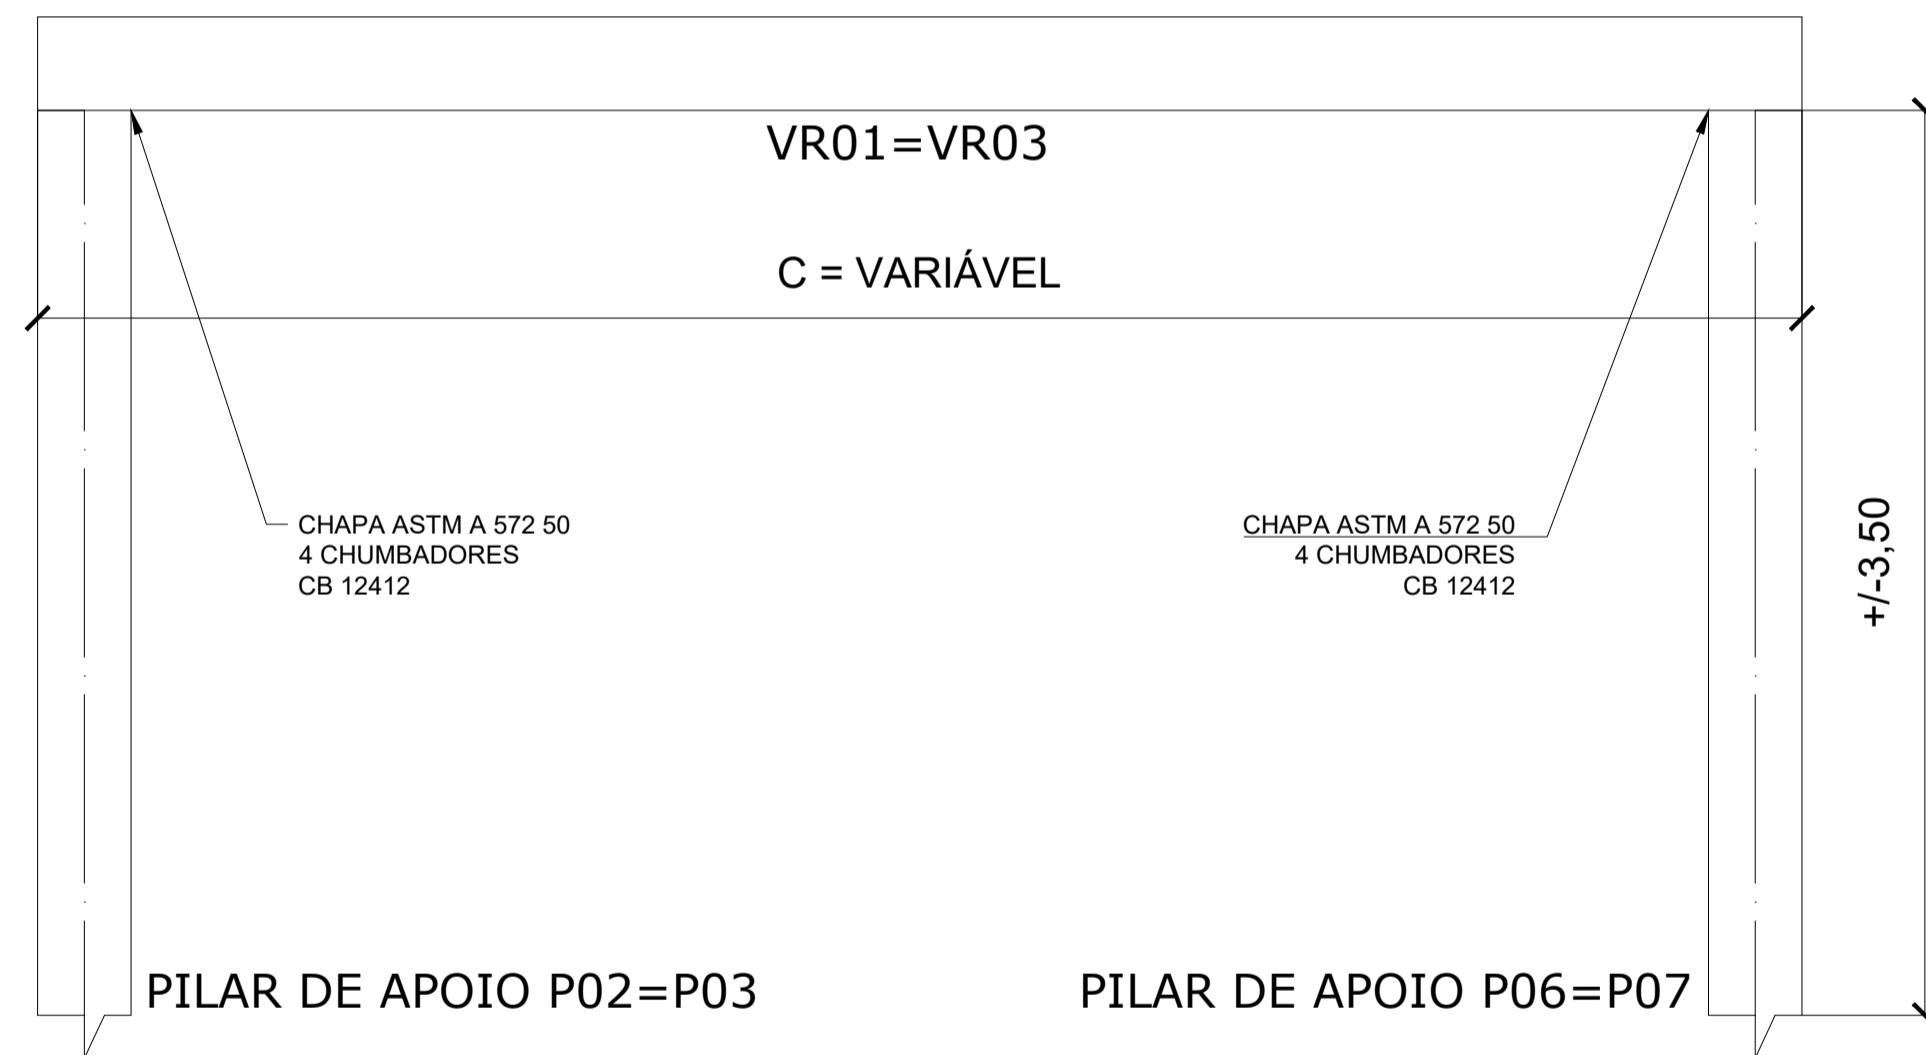 VR01=VR03
C = VARIÁVEL
CHAPA ASTM A 572 50
4 CHUMBADORES
CB 12412
CHAPA ASTM A 572 50
4 CHUMBADORES
CB 12412
+/-3,50
PILAR DE APOIO P02=P03
PILAR DE APOIO P06=P07